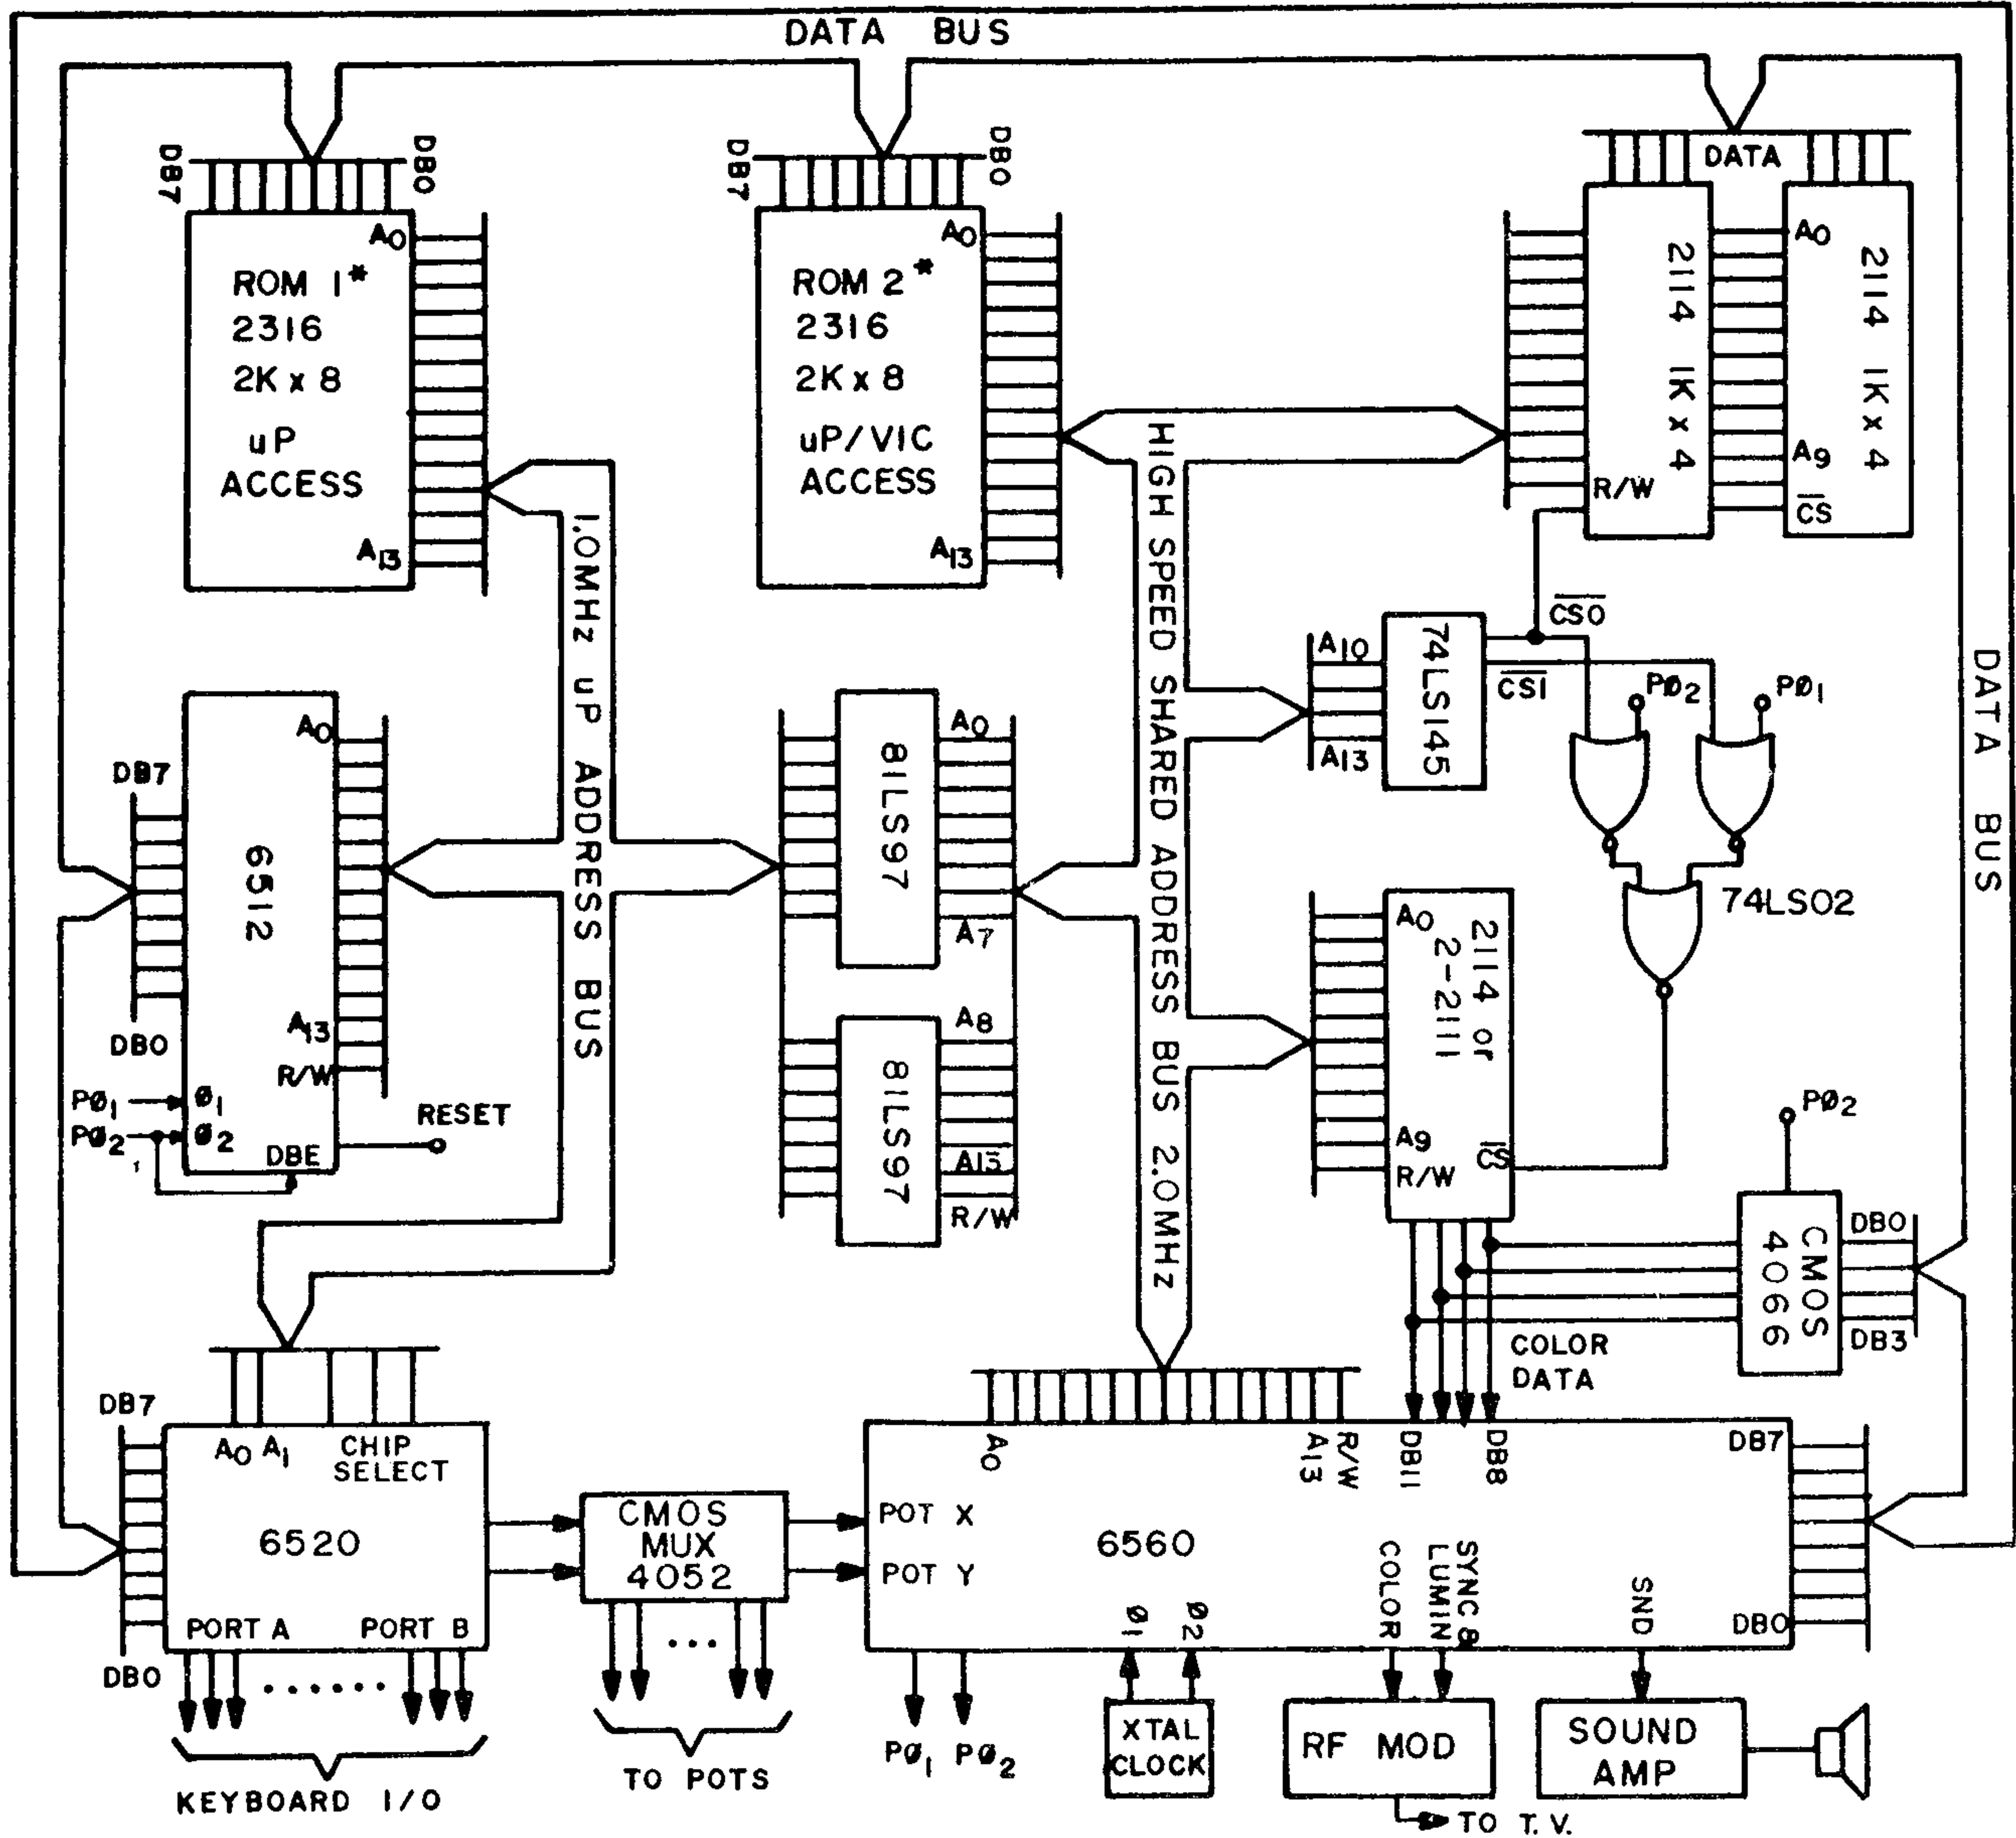 DATA BUS
DB7
DB0
A0
ROM 1*
2316
2K x 8
uP
ACCESS
A13
DB7
DB0
A0
ROM 2*
2316
2K x 8
uP/VIC
ACCESS
A13
DATA
2114 1K x 4
R/W
A0
2114 1K x 4
A9
CS
1.0MHz uP ADDRESS BUS
HIGH SPEED SHARED ADDRESS BUS 2.0MHz
DATA BUS
CS0
CS1
A10
A13
74LS145
PØ2
PØ1
74LS02
DB7
DB0
6512
A0
A13
R/W
PØ1
Ø1
PØ2
Ø2
DBE
RESET
81LS97
A0
A7
81LS97
A8
A13
R/W
A0
2114 or
2-2111
A9
R/W
CS
PØ2
CMOS
4066
DB0
DB3
COLOR
DATA
DB7
DB0
A0 A1
CHIP
SELECT
6520
PORT A
PORT B
KEYBOARD I/O
CMOS
MUX
4052
TO POTS
A0
A13
R/W
DB11
DB8
DB7
DB0
POT X
POT Y
6560
Ø1
Ø2
COLOR
SYNC &
LUMIN
SND
PØ1
PØ2
XTAL
CLOCK
RF MOD
TO T.V.
SOUND
AMP